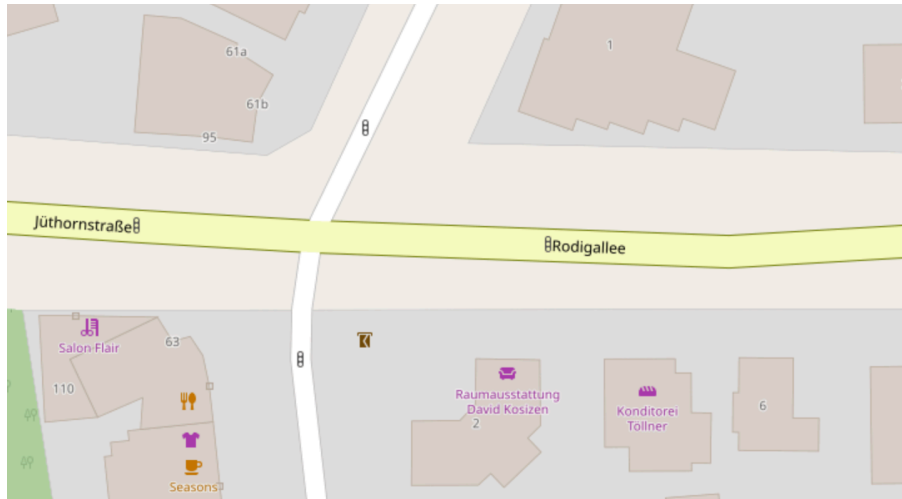 61a
1
61b
95
Jüthornstraße
Rodigallee
Salon Flair
63
110
Raumausstattung
David Kosizen
2
Konditorei
Töllner
6
Seasons